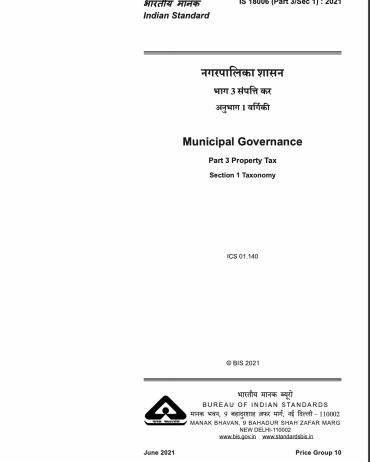 भारतीय मानक
IS 18006 (Part 3/Sec 1) : 2021
Indian Standard
नगरपालिका शासन
भाग 3 संपत्ति कर
अनुभाग 1 वर्गिकी
Municipal Governance
Part 3 Property Tax
Section 1 Taxonomy
ICS 01.140
© BIS 2021
भारतीय मानक ब्यूरो
BUREAU OF INDIAN STANDARDS
मानक भवन, 9 बहादुरशाह ज़फर मार्ग, नई दिल्ली – 110002
MANAK BHAVAN, 9 BAHADUR SHAH ZAFAR MARG
NEW DELHI-110002
www.bis.gov.in www.standardsbis.in
June 2021
Price Group 10